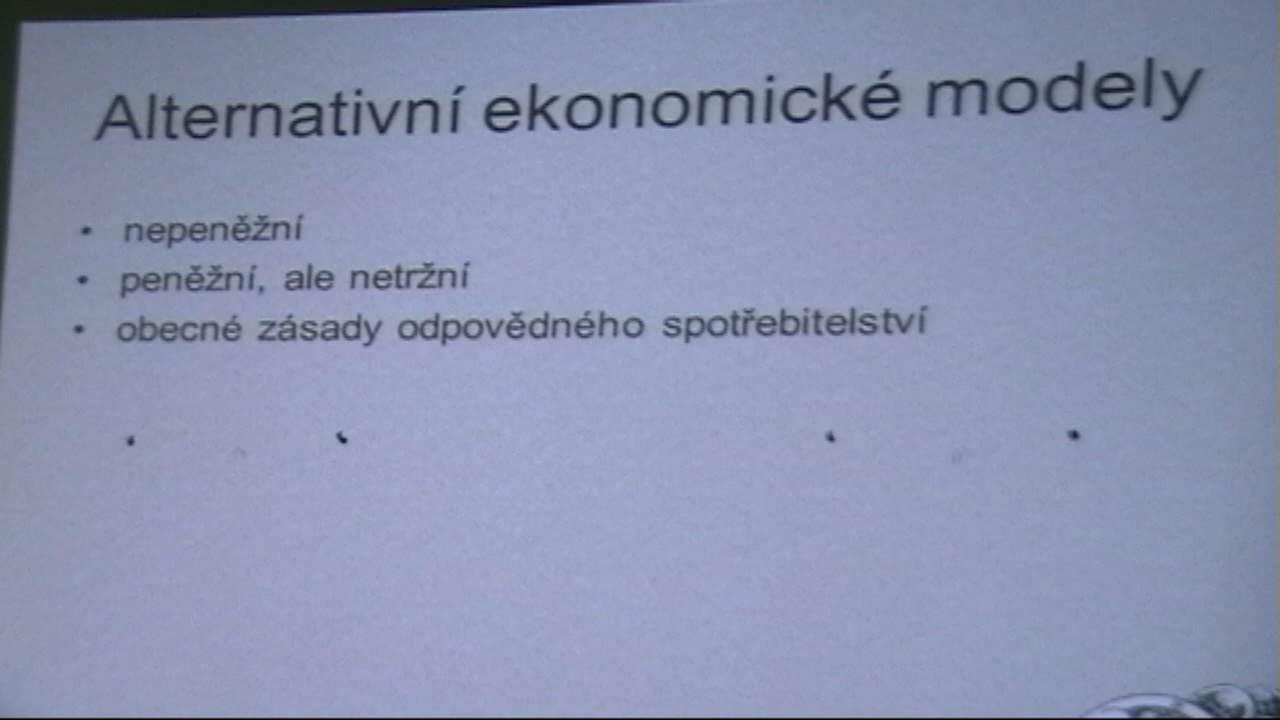 Alternativní ekonomické modely
• nepeněžní
• peněžní, ale netržní
• obecné zásady odpovědného spotřebitelství